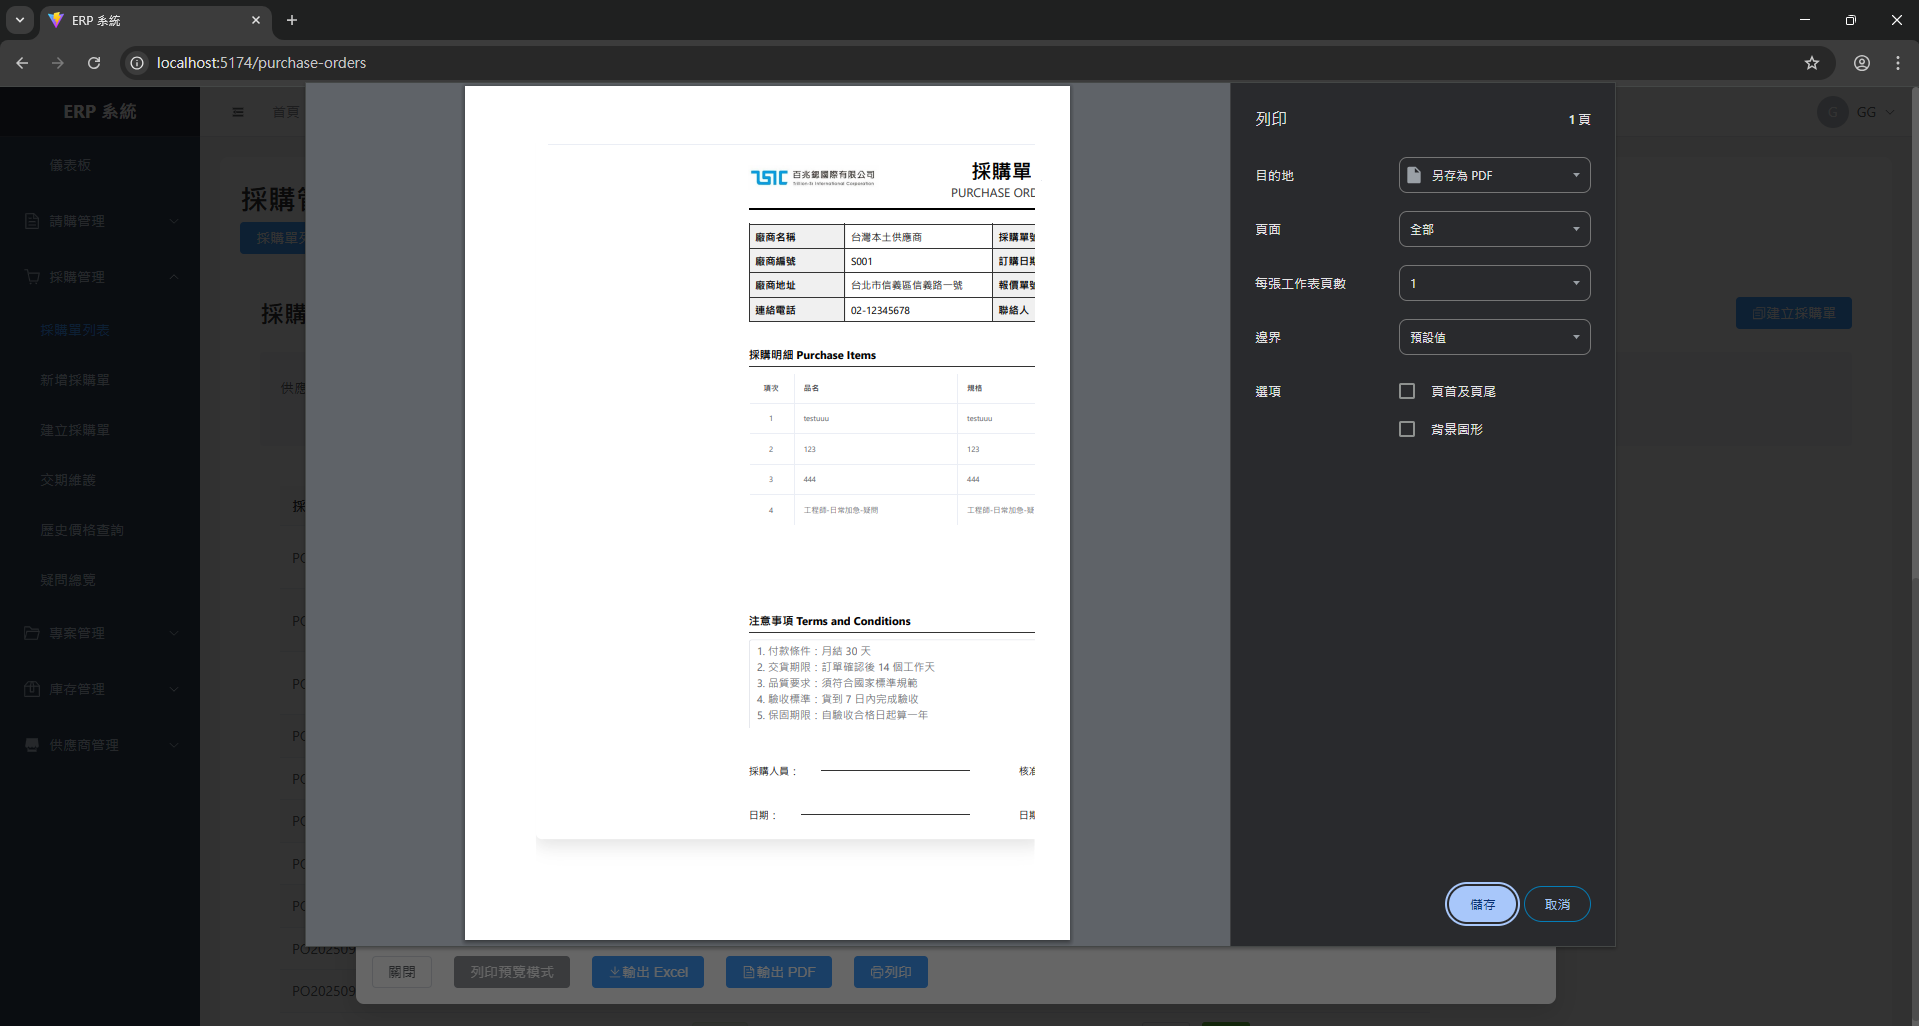 ERP 系統
localhost:5174/purchase-orders
ERP 系統
首頁
G GG
儀表板
請購管理
採購管理
採購單列表
新增採購單
建立採購單
交期維護
歷史價格查詢
疑問總覽
專案管理
庫存管理
供應商管理
採購
採購單
採購
建立採購單
供應
PO202509
PO202509
百兆鍶國際有限公司
Trillion-Sr International Corporation
採購單
PURCHASE ORD
廠商名稱 台灣本土供應商 採購單號
廠商編號 S001 訂購日期
廠商地址 台北市信義區信義路一號 報價單號
連絡電話 02-12345678 聯絡人
採購明細 Purchase Items
項次 品名 規格
1 testuuu testuuu
2 123 123
3 444 444
4 工程師-日常加急-疑問 工程師-日常加急-疑
注意事項 Terms and Conditions
1. 付款條件：月結 30 天
2. 交貨期限：訂單確認後 14 個工作天
3. 品質要求：須符合國家標準規範
4. 驗收標準：貨到 7 日內完成驗收
5. 保固期限：自驗收合格日起算一年
採購人員： 核准
日期： 日期
列印 1 頁
目的地 另存為 PDF
頁面 全部
每張工作表頁數 1
邊界 預設值
選項 頁首及頁尾
背景圖形
儲存 取消
關閉 列印預覽模式 輸出 Excel 輸出 PDF 列印